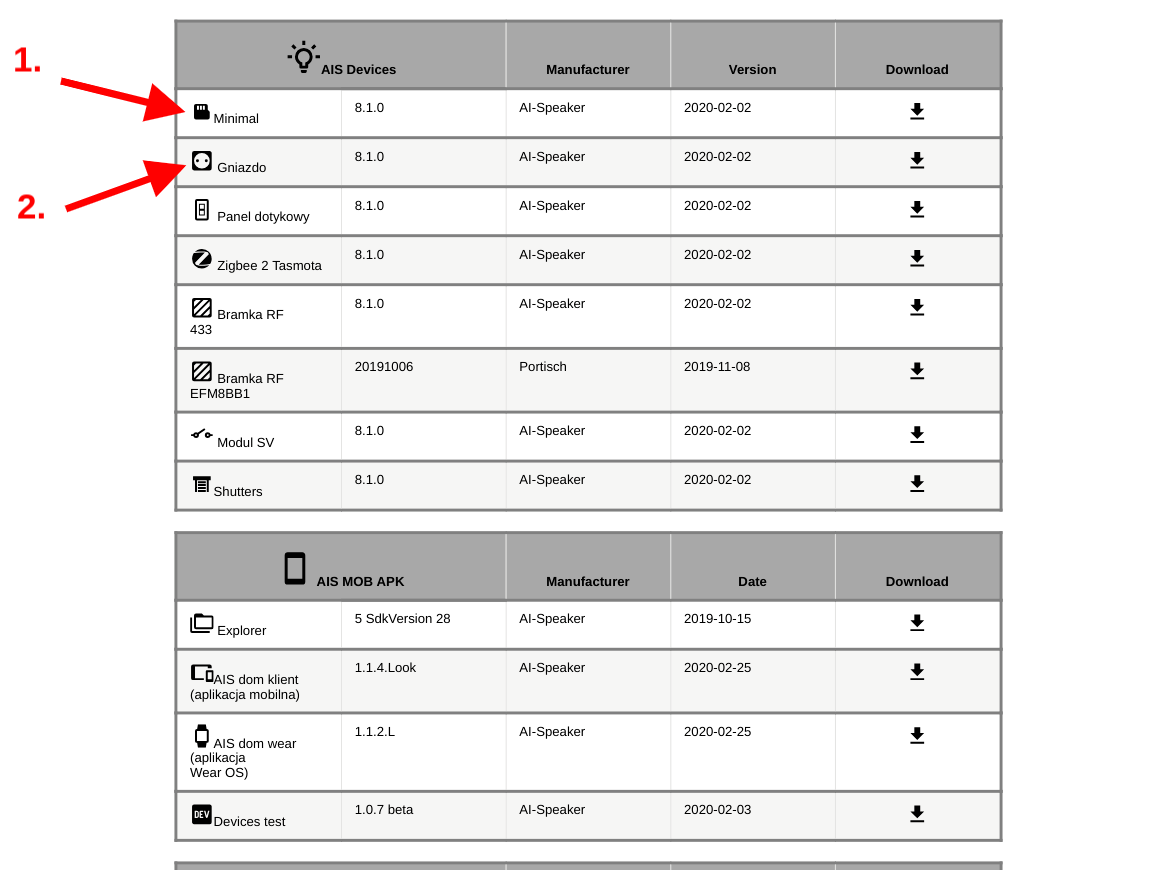 1.
AIS Devices Manufacturer Version Download
Minimal 8.1.0 AI-Speaker 2020-02-02
Gniazdo 8.1.0 AI-Speaker 2020-02-02
2.
Panel dotykowy 8.1.0 AI-Speaker 2020-02-02
Zigbee 2 Tasmota 8.1.0 AI-Speaker 2020-02-02
Bramka RF 8.1.0 AI-Speaker 2020-02-02
433
Bramka RF 20191006 Portisch 2019-11-08
EFM8BB1
Modul SV 8.1.0 AI-Speaker 2020-02-02
Shutters 8.1.0 AI-Speaker 2020-02-02
AIS MOB APK Manufacturer Date Download
Explorer 5 SdkVersion 28 AI-Speaker 2019-10-15
AIS dom klient 1.1.4.Look AI-Speaker 2020-02-25
(aplikacja mobilna)
AIS dom wear 1.1.2.L AI-Speaker 2020-02-25
(aplikacja
Wear OS)
DEV Devices test 1.0.7 beta AI-Speaker 2020-02-03